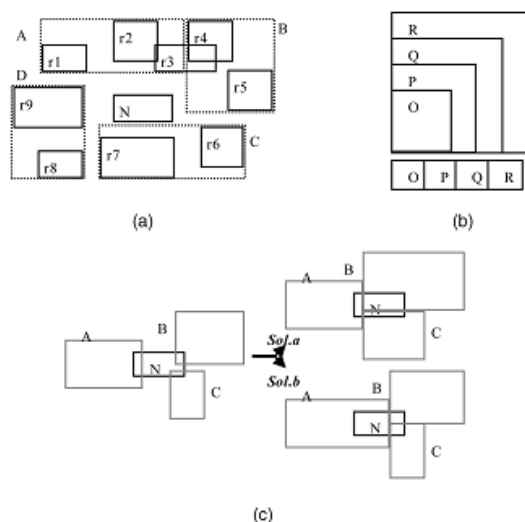 A
r2
r4
B
r1
r3
D
r5
r9
N
r6
r7
C
r8
(a)
R
Q
P
O
O P Q R
(b)
A
B
N
C
Sol.a
Sol.b
A
B
N
C
A
B
N
C
(c)